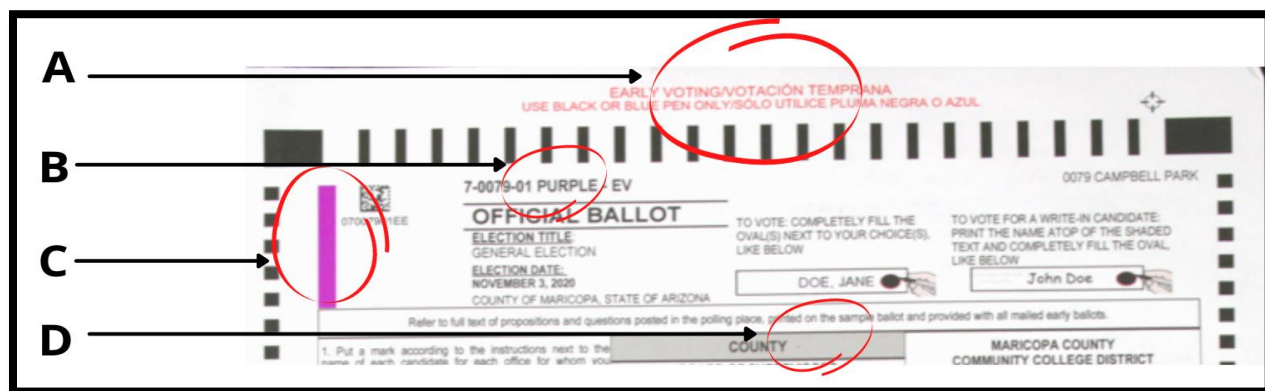 A
EARLY VOTING/VOTACIÓN TEMPRANA
USE BLACK OR BLUE PEN ONLY/SÓLO UTILICE PLUMA NEGRA O AZUL
B
7-0079-01 PURPLE - EV
0079 CAMPBELL PARK
OFFICIAL BALLOT
ELECTION TITLE:
GENERAL ELECTION
ELECTION DATE:
NOVEMBER 3, 2020
COUNTY OF MARICOPA, STATE OF ARIZONA
TO VOTE: COMPLETELY FILL THE
OVAL(S) NEXT TO YOUR CHOICE(S),
LIKE BELOW
DOE, JANE
TO VOTE FOR A WRITE-IN CANDIDATE:
PRINT THE NAME ATOP OF THE SHADED
TEXT AND COMPLETELY FILL THE OVAL,
LIKE BELOW
John Doe
C
D
Refer to full text of propositions and questions posted in the polling place, printed on the sample ballot and provided with all mailed early ballots.
1. Put a mark according to the instructions next to the
name of each candidate for each office for whom you
COUNTY
MARICOPA COUNTY
COMMUNITY COLLEGE DISTRICT